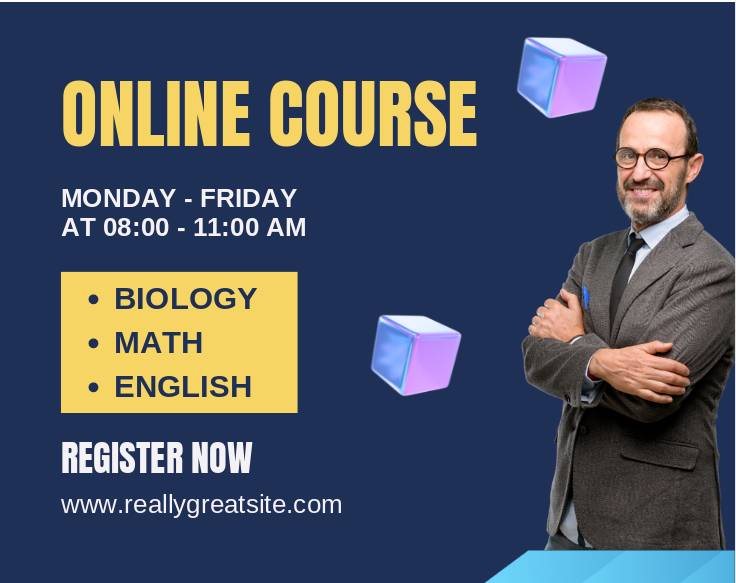 ONLINE COURSE
MONDAY - FRIDAY
AT 08:00 - 11:00 AM
• BIOLOGY
• MATH
• ENGLISH
REGISTER NOW
www.reallygreatsite.com